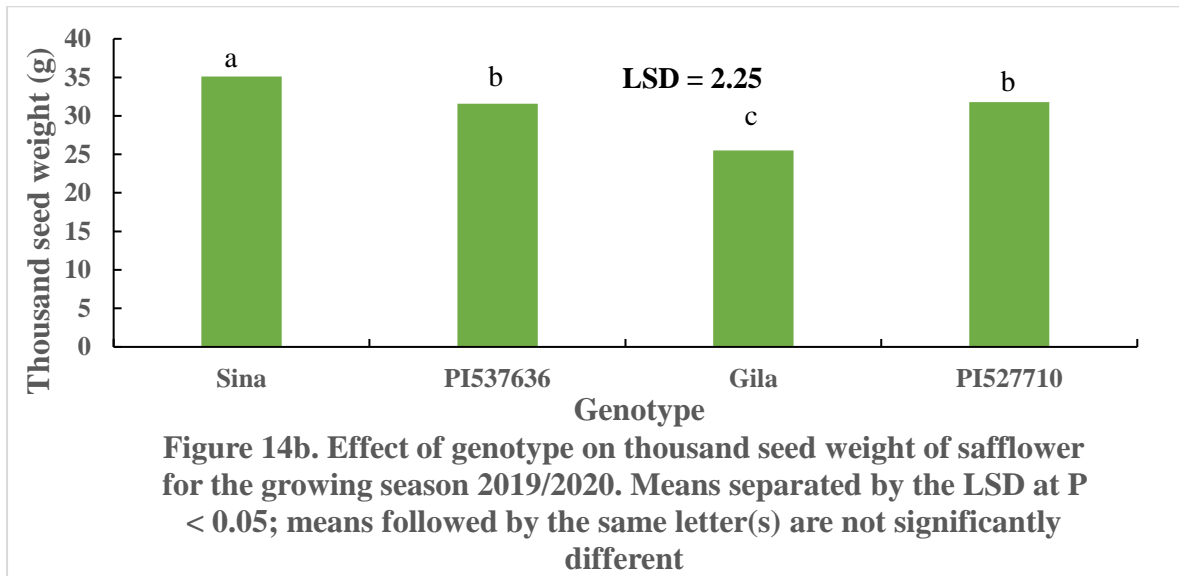 Thousand seed weight (g)
40
35
30
25
20
15
10
5
0
a
b
LSD = 2.25
c
b
Sina PI537636 Gila PI527710
Genotype
Figure 14b. Effect of genotype on thousand seed weight of safflower
for the growing season 2019/2020. Means separated by the LSD at P
< 0.05; means followed by the same letter(s) are not significantly
different